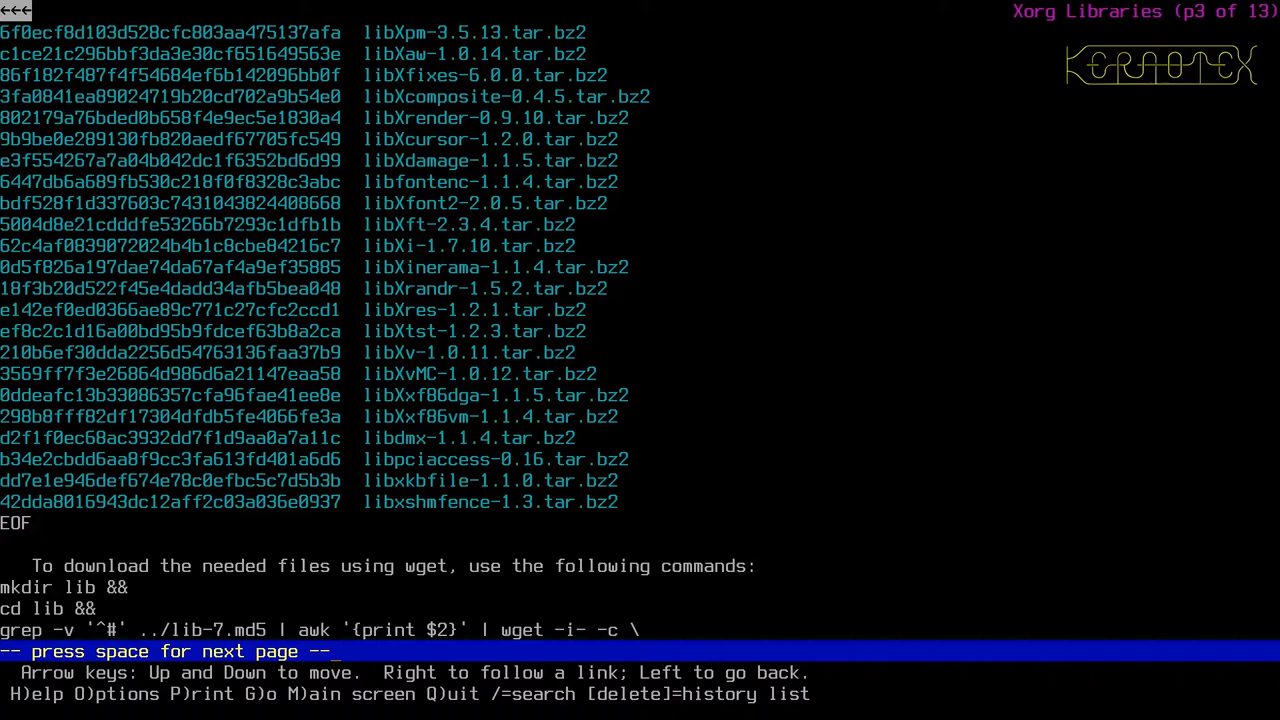 ←←←
Xorg Libraries (p3 of 13)
6f0ecf8d103d528cfc803aa475137afa  libXpm-3.5.13.tar.bz2
KERNOTEX
c1ce21c296bbf3da3e30cf651649563e  libXaw-1.0.14.tar.bz2
86f182f487f4f54684ef6b142096bb0f  libXfixes-6.0.0.tar.bz2
3fa0841ea89024719b20cd702a9b54e0  libXcomposite-0.4.5.tar.bz2
802179a76bded0b658f4e9ec5e1830a4  libXrender-0.9.10.tar.bz2
9b9be0e289130fb820aedf67705fc549  libXcursor-1.2.0.tar.bz2
e3f554267a7a04b042dc1f6352bd6d99  libXdamage-1.1.5.tar.bz2
6447db6a689fb530c218f0f8328c3abc  libfontenc-1.1.4.tar.bz2
bdf528f1d337603c7431043824408668  libXfont2-2.0.5.tar.bz2
5004d8e21cdddfe53266b7293c1dfb1b  libXft-2.3.4.tar.bz2
62c4af0839072024b4b1c8cbe84216c7  libXi-1.7.10.tar.bz2
0d5f826a197dae74da67af4a9ef35885  libXinerama-1.1.4.tar.bz2
18f3b20d522f45e4dadd34afb5bea048  libXrandr-1.5.2.tar.bz2
e142ef0ed0366ae89c771c27cfc2ccd1  libXres-1.2.1.tar.bz2
ef8c2c1d16a00bd95b9fdcef63b8a2ca  libXtst-1.2.3.tar.bz2
210b6ef30dda2256d54763136faa37b9  libXv-1.0.11.tar.bz2
3569ff7f3e26864d986d6a21147eaa58  libXvMC-1.0.12.tar.bz2
0ddeafc13b33086357cfa96fae41ee8e  libXxf86dga-1.1.5.tar.bz2
298b8fff82df17304dfdb5fe4066fe3a  libXxf86vm-1.1.4.tar.bz2
d2f1f0ec68ac3932dd7f1d9aa0a7a11c  libdmx-1.1.4.tar.bz2
b34e2cbdd6aa8f9cc3fa613fd401a6d6  libpciaccess-0.16.tar.bz2
dd7e1e946def674e78c0efbc5c7d5b3b  libxkbfile-1.1.0.tar.bz2
42dda8016943dc12aff2c03a036e0937  libxshmfence-1.3.tar.bz2
EOF
To download the needed files using wget, use the following commands:
mkdir lib &&
cd lib &&
grep -v '^#' ../lib-7.md5 | awk '{print $2}' | wget -i- -c \
-- press space for next page --_
Arrow keys: Up and Down to move.  Right to follow a link; Left to go back.
H)elp O)ptions P)rint G)o M)ain screen Q)uit /=search [delete]=history list